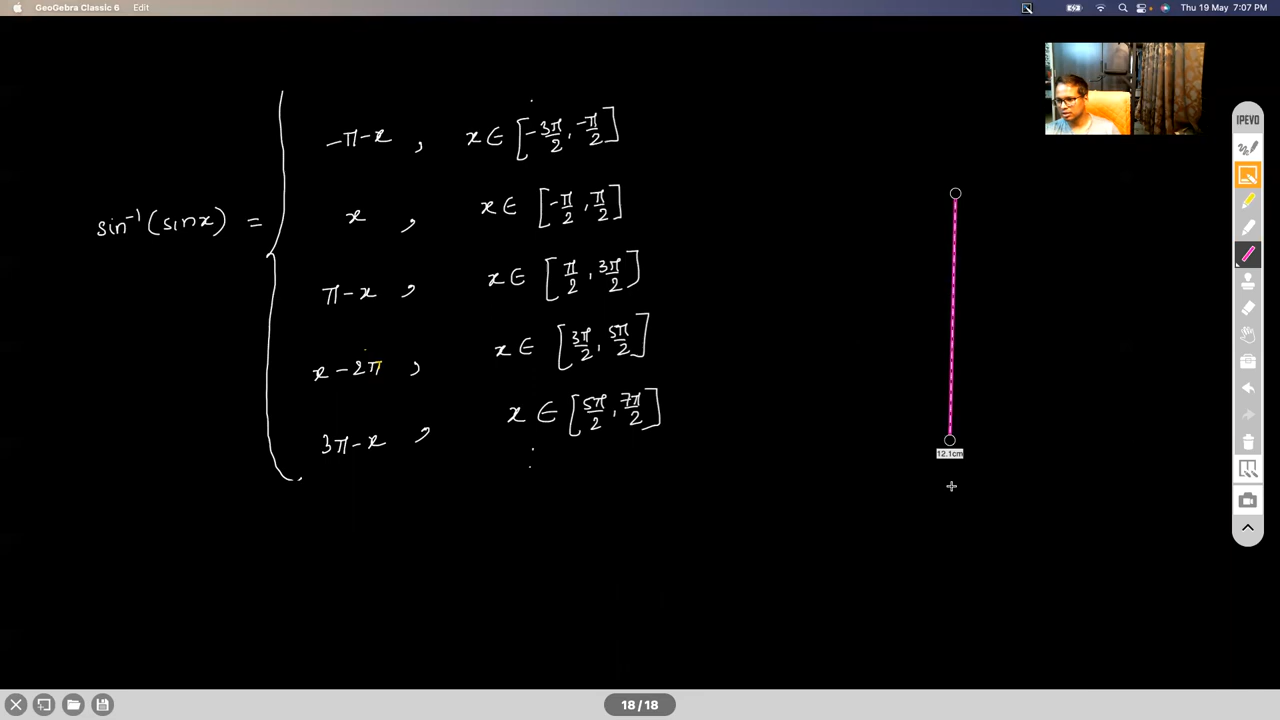 GeoGebra Classic 6 Edit Thu 19 May 7:07 PM
-π-x , x ∈ [-3π/2, -π/2]
sin⁻¹(sinx) = x , x ∈ [-π/2, π/2]
π-x , x ∈ [π/2, 3π/2]
x-2π , x ∈ [3π/2, 5π/2]
3π-x , x ∈ [5π/2, 7π/2]
IPEVO
12.1cm
18/18